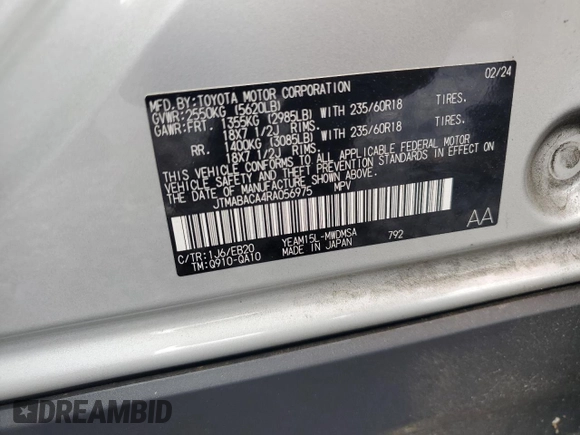 MFD.BY:TOYOTA MOTOR CORPORATION 02/24
GVWR:2550KG (5620LB)
GAWR:FRT. 1355KG (2985LB) WITH 235/60R18 TIRES.
18X7 1/2J RIMS.
RR. 1400KG (3085LB) WITH 235/60R18 TIRES.
18X7 1/2J RIMS.
THIS VEHICLE CONFORMS TO ALL APPLICABLE FEDERAL MOTOR
VEHICLE SAFETY AND THEFT PREVENTION STANDARDS IN EFFECT
ON THE DATE OF MANUFACTURE SHOWN ABOVE.
JTMABACA4RA056975 MPV
AA
C/TR:1J6/EB20 YEAM15L-MWDMSA 792
TM:Q910-QA10 MADE IN JAPAN
DREAMBID